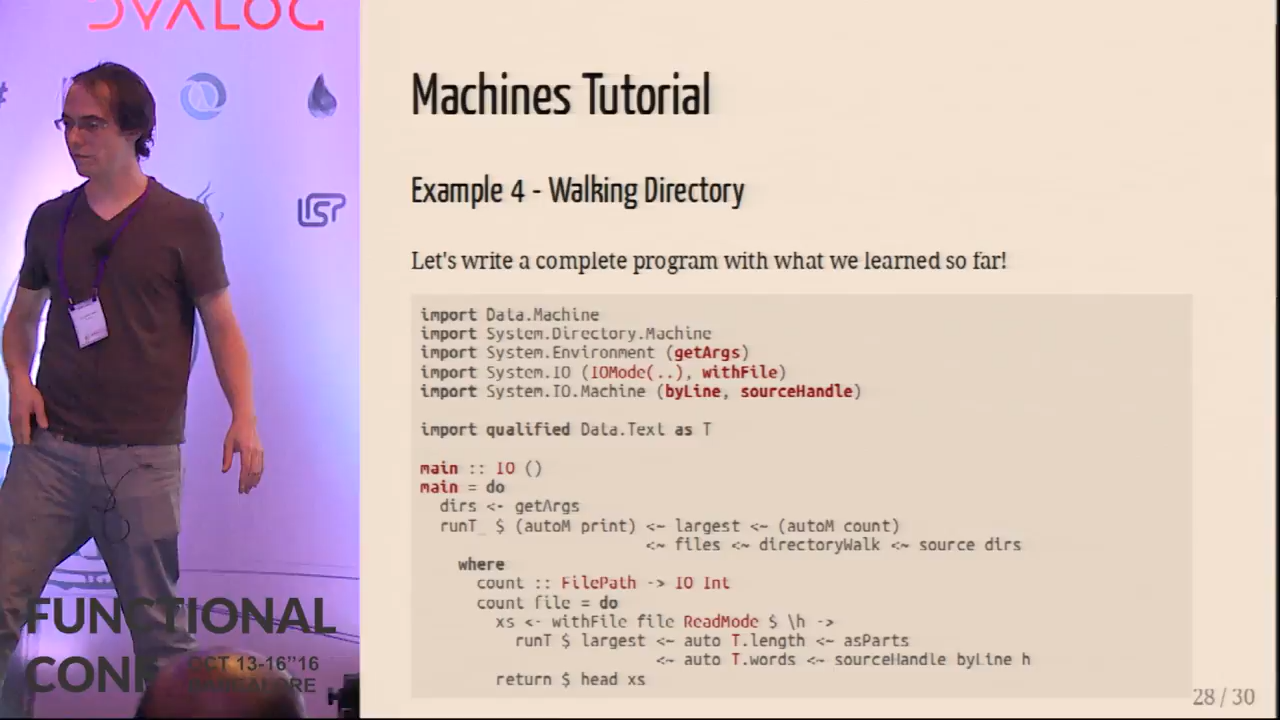 DYALOG
LISP
FUNCTIONAL
CONF OCT 13-16"16
BANGALORE
Machines Tutorial
Example 4 - Walking Directory
Let's write a complete program with what we learned so far!
import Data.Machine
import System.Directory.Machine
import System.Environment (getArgs)
import System.IO (IOMode(..), withFile)
import System.IO.Machine (byLine, sourceHandle)
import qualified Data.Text as T
main :: IO ()
main = do
dirs <- getArgs
runT_ $ (autoM print) <~ largest <~ (autoM count)
<~ files <~ directoryWalk <~ source dirs
where
count :: FilePath -> IO Int
count file = do
xs <- withFile file ReadMode $ \h ->
runT $ largest <~ auto T.length <~ asParts
<~ auto T.words <~ sourceHandle byLine h
return $ head xs
28 / 30